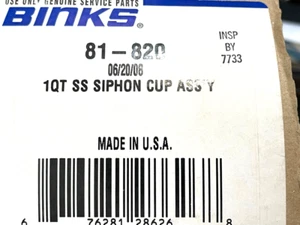 USE ONLY GENUINE SERVICE PARTS
BINKS
INSP
BY
7733
81-820
06/20/06
1QT SS SIPHON CUP ASS'Y
MADE IN U.S.A.
6 76281 28626 8